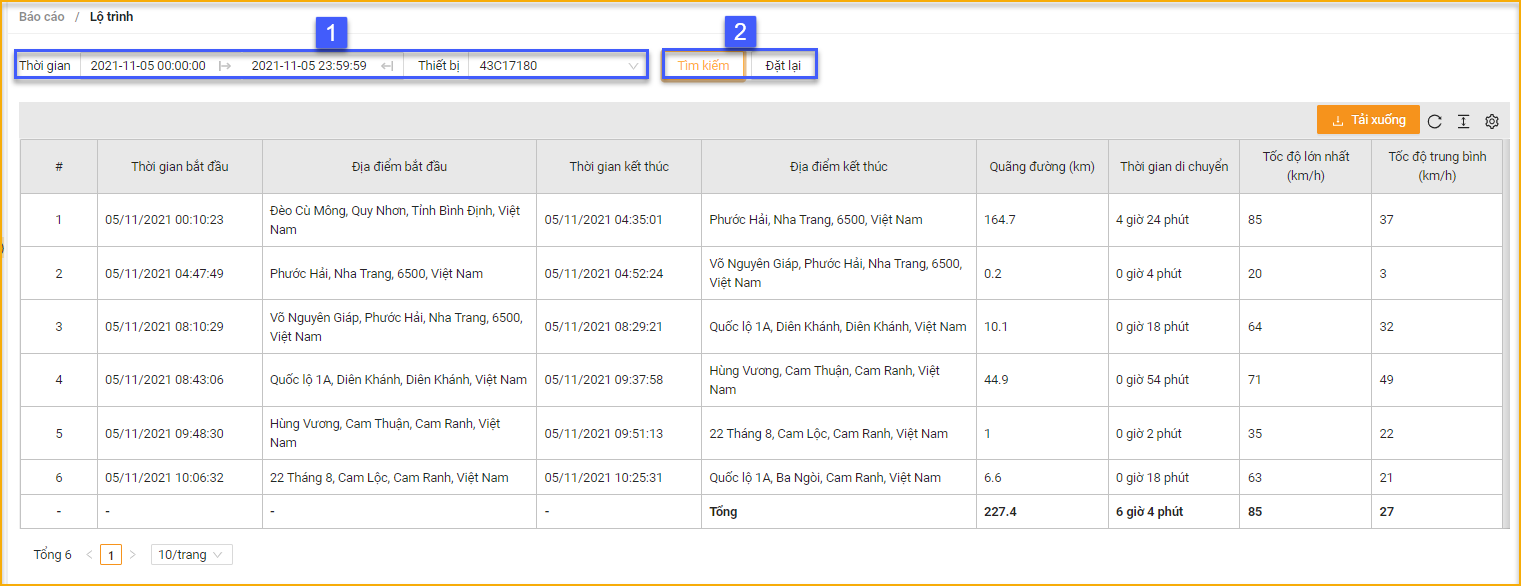 Báo cáo / Lộ trình
1 2
Thời gian 2021-11-05 00:00:00 2021-11-05 23:59:59 Thiết bị 43C17180 Tìm kiếm Đặt lại
Tải xuống
# Thời gian bắt đầu Địa điểm bắt đầu Thời gian kết thúc Địa điểm kết thúc Quãng đường (km) Thời gian di chuyển Tốc độ lớn nhất (km/h) Tốc độ trung bình (km/h)
1 05/11/2021 00:10:23 Đèo Cù Mông, Quy Nhơn, Tỉnh Bình Định, Việt Nam 05/11/2021 04:35:01 Phước Hải, Nha Trang, 6500, Việt Nam 164.7 4 giờ 24 phút 85 37
2 05/11/2021 04:47:49 Phước Hải, Nha Trang, 6500, Việt Nam 05/11/2021 04:52:24 Võ Nguyên Giáp, Phước Hải, Nha Trang, 6500, Việt Nam 0.2 0 giờ 4 phút 20 3
3 05/11/2021 08:10:29 Võ Nguyên Giáp, Phước Hải, Nha Trang, 6500, Việt Nam 05/11/2021 08:29:21 Quốc lộ 1A, Diên Khánh, Diên Khánh, Việt Nam 10.1 0 giờ 18 phút 64 32
4 05/11/2021 08:43:06 Quốc lộ 1A, Diên Khánh, Diên Khánh, Việt Nam 05/11/2021 09:37:58 Hùng Vương, Cam Thuận, Cam Ranh, Việt Nam 44.9 0 giờ 54 phút 71 49
5 05/11/2021 09:48:30 Hùng Vương, Cam Thuận, Cam Ranh, Việt Nam 05/11/2021 09:51:13 22 Tháng 8, Cam Lộc, Cam Ranh, Việt Nam 1 0 giờ 2 phút 35 22
6 05/11/2021 10:06:32 22 Tháng 8, Cam Lộc, Cam Ranh, Việt Nam 05/11/2021 10:25:31 Quốc lộ 1A, Ba Ngòi, Cam Ranh, Việt Nam 6.6 0 giờ 18 phút 63 21
- - - - Tổng 227.4 6 giờ 4 phút 85 27
Tổng 6 < 1 > 10/trang